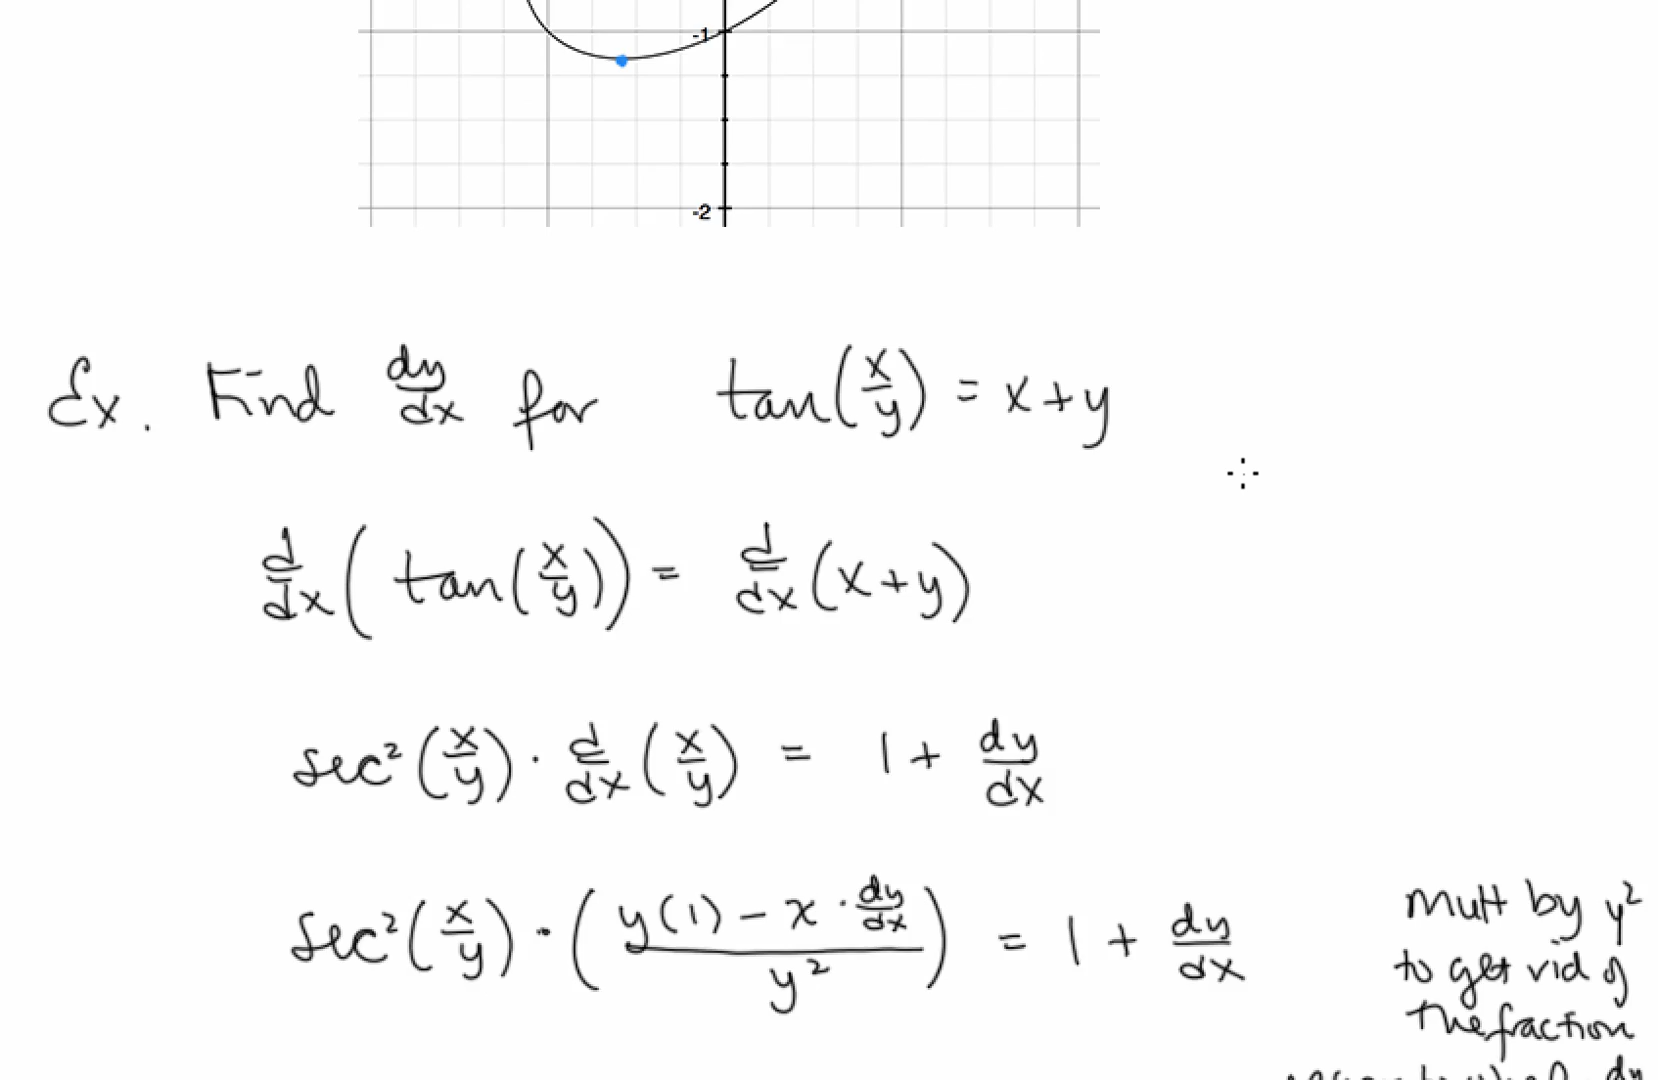 -1
-2
Ex. Find dy/dx for tan(x/y) = x+y
d/dx(tan(x/y)) = d/dx(x+y)
sec²(x/y) · d/dx(x/y) = 1 + dy/dx
sec²(x/y) · (y(1) - x · dy/dx / y²) = 1 + dy/dx
mult by y²
to get rid of
the fraction
dy